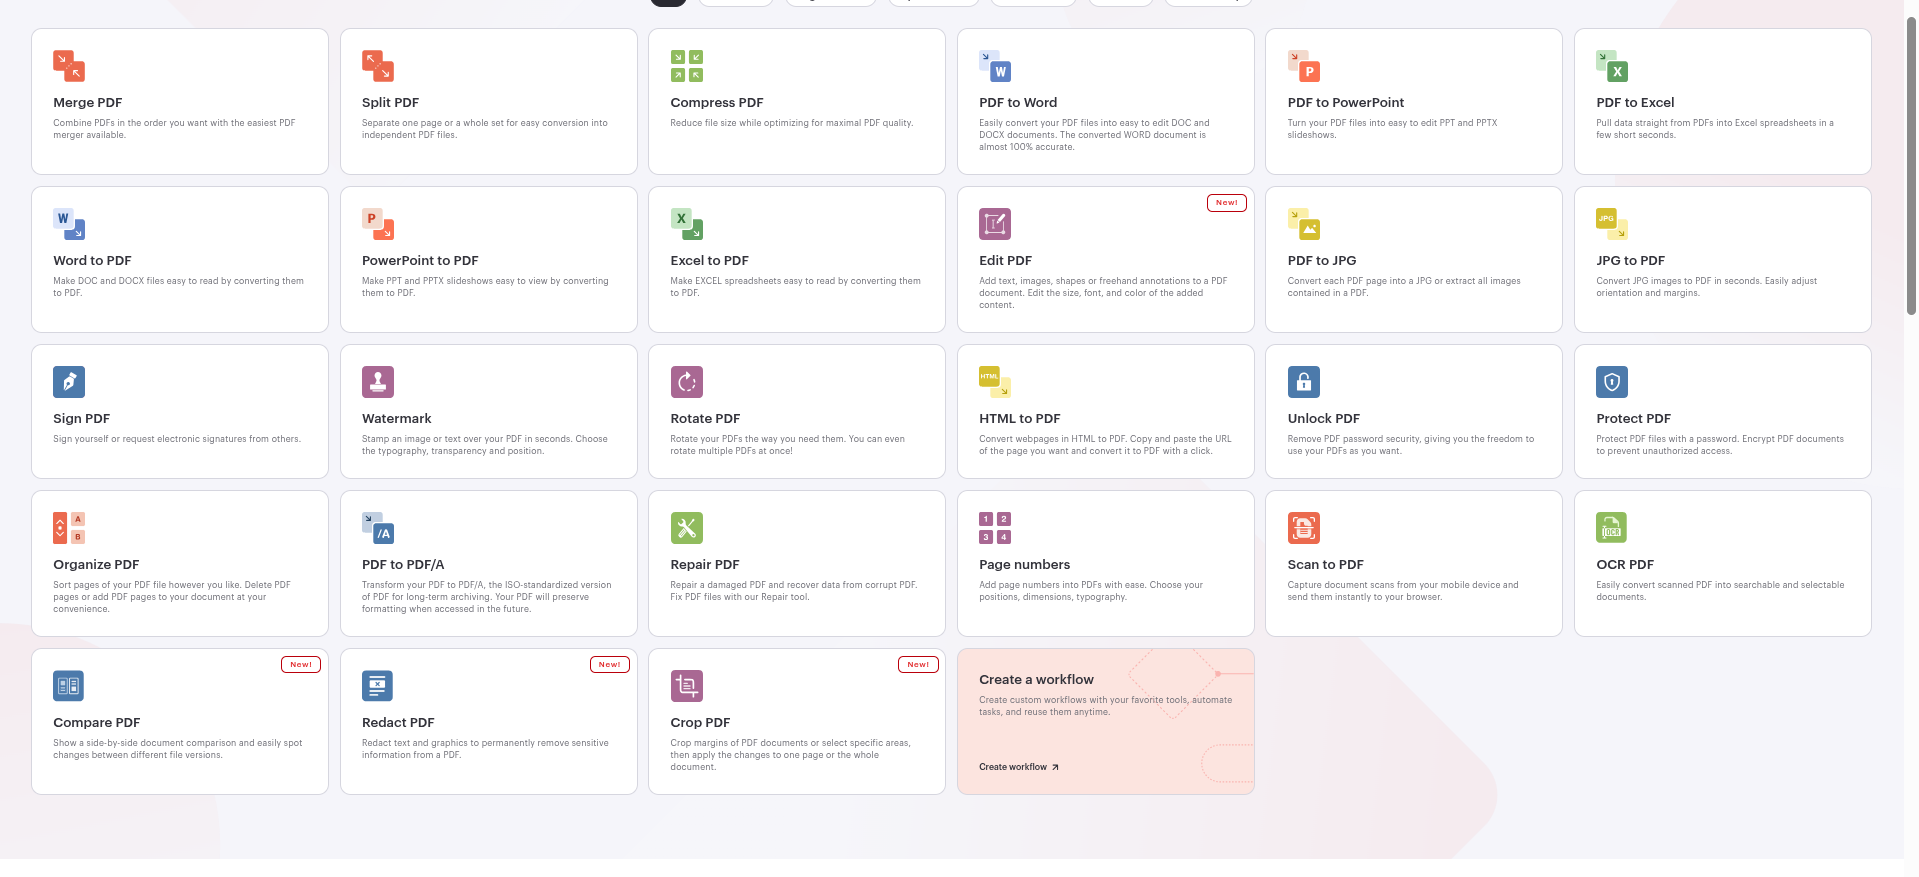 Merge PDF
Combine PDFs in the order you want with the easiest PDF
merger available.
Split PDF
Separate one page or a whole set for easy conversion into
independent PDF files.
Compress PDF
Reduce file size while optimizing for maximal PDF quality.
W
PDF to Word
Easily convert your PDF files into easy to edit DOC and
DOCX documents. The converted WORD document is
almost 100% accurate.
P
PDF to PowerPoint
Turn your PDF files into easy to edit PPT and PPTX
slideshows.
X
PDF to Excel
Pull data straight from PDFs into Excel spreadsheets in a
few short seconds.
W
Word to PDF
Make DOC and DOCX files easy to read by converting them
to PDF.
P
PowerPoint to PDF
Make PPT and PPTX slideshows easy to view by converting
them to PDF.
X
Excel to PDF
Make EXCEL spreadsheets easy to read by converting them
to PDF.
New!
Edit PDF
Add text, images, shapes or freehand annotations to a PDF
document. Edit the size, font, and color of the added
content.
PDF to JPG
Convert each PDF page into a JPG or extract all images
contained in a PDF.
JPG
JPG to PDF
Convert JPG images to PDF in seconds. Easily adjust
orientation and margins.
Sign PDF
Sign yourself or request electronic signatures from others.
Watermark
Stamp an image or text over your PDF in seconds. Choose
the typography, transparency and position.
Rotate PDF
Rotate your PDFs the way you need them. You can even
rotate multiple PDFs at once!
HTML
HTML to PDF
Convert webpages in HTML to PDF. Copy and paste the URL
of the page you want and convert it to PDF with a click.
Unlock PDF
Remove PDF password security, giving you the freedom to
use your PDFs as you want.
Protect PDF
Protect PDF files with a password. Encrypt PDF documents
to prevent unauthorized access.
A
B
Organize PDF
Sort pages of your PDF file however you like. Delete PDF
pages or add PDF pages to your document at your
convenience.
/A
PDF to PDF/A
Transform your PDF to PDF/A, the ISO-standardized version
of PDF for long-term archiving. Your PDF will preserve
formatting when accessed in the future.
Repair PDF
Repair a damaged PDF and recover data from corrupt PDF.
Fix PDF files with our Repair tool.
1 2
3 4
Page numbers
Add page numbers into PDFs with ease. Choose your
positions, dimensions, typography.
Scan to PDF
Capture document scans from your mobile device and
send them instantly to your browser.
OCR
OCR PDF
Easily convert scanned PDF into searchable and selectable
documents.
New!
Compare PDF
Show a side-by-side document comparison and easily spot
changes between different file versions.
New!
Redact PDF
Redact text and graphics to permanently remove sensitive
information from a PDF.
New!
Crop PDF
Crop margins of PDF documents or select specific areas,
then apply the changes to one page or the whole
document.
Create a workflow
Create custom workflows with your favorite tools, automate
tasks, and reuse them anytime.
Create workflow